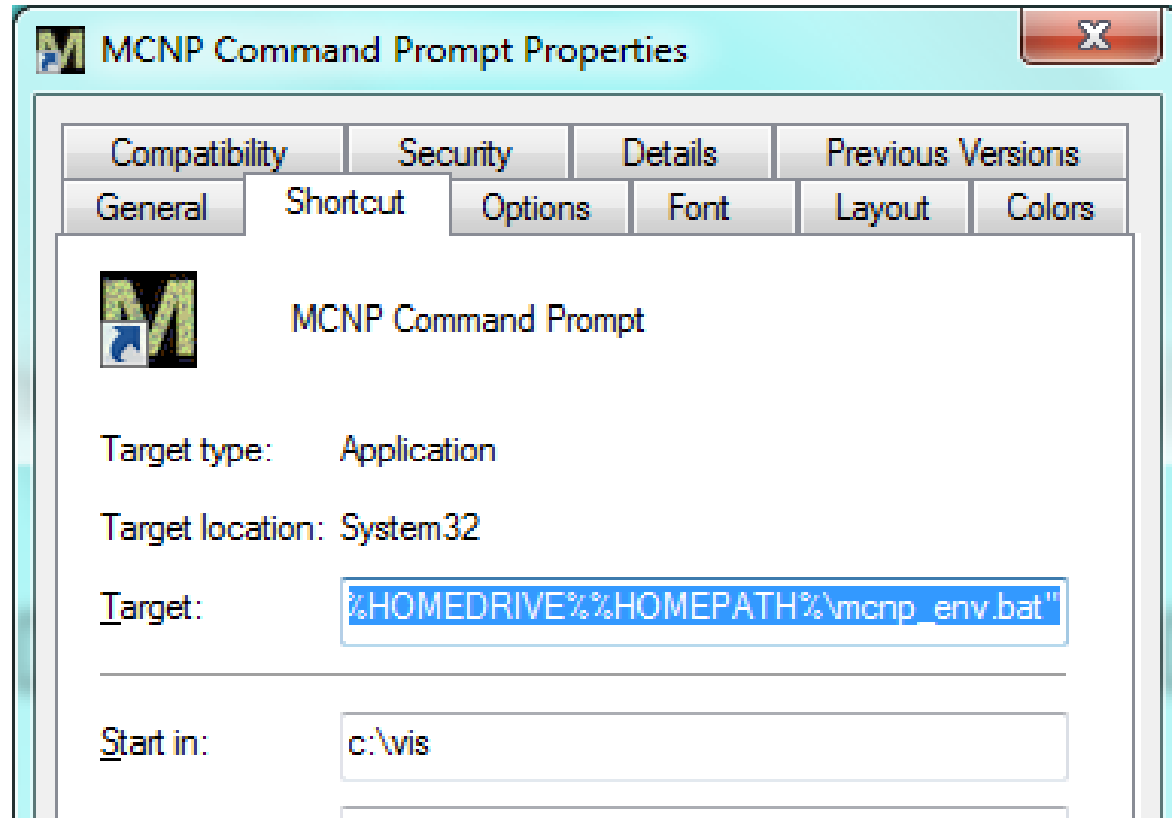 MCNP Command Prompt Properties
Compatibility Security Details Previous Versions
General Shortcut Options Font Layout Colors
MCNP Command Prompt
Target type: Application
Target location: System32
Target: %HOMEDRIVE%%HOMEPATH%\mcnp_env.bat"
Start in: c:\vis